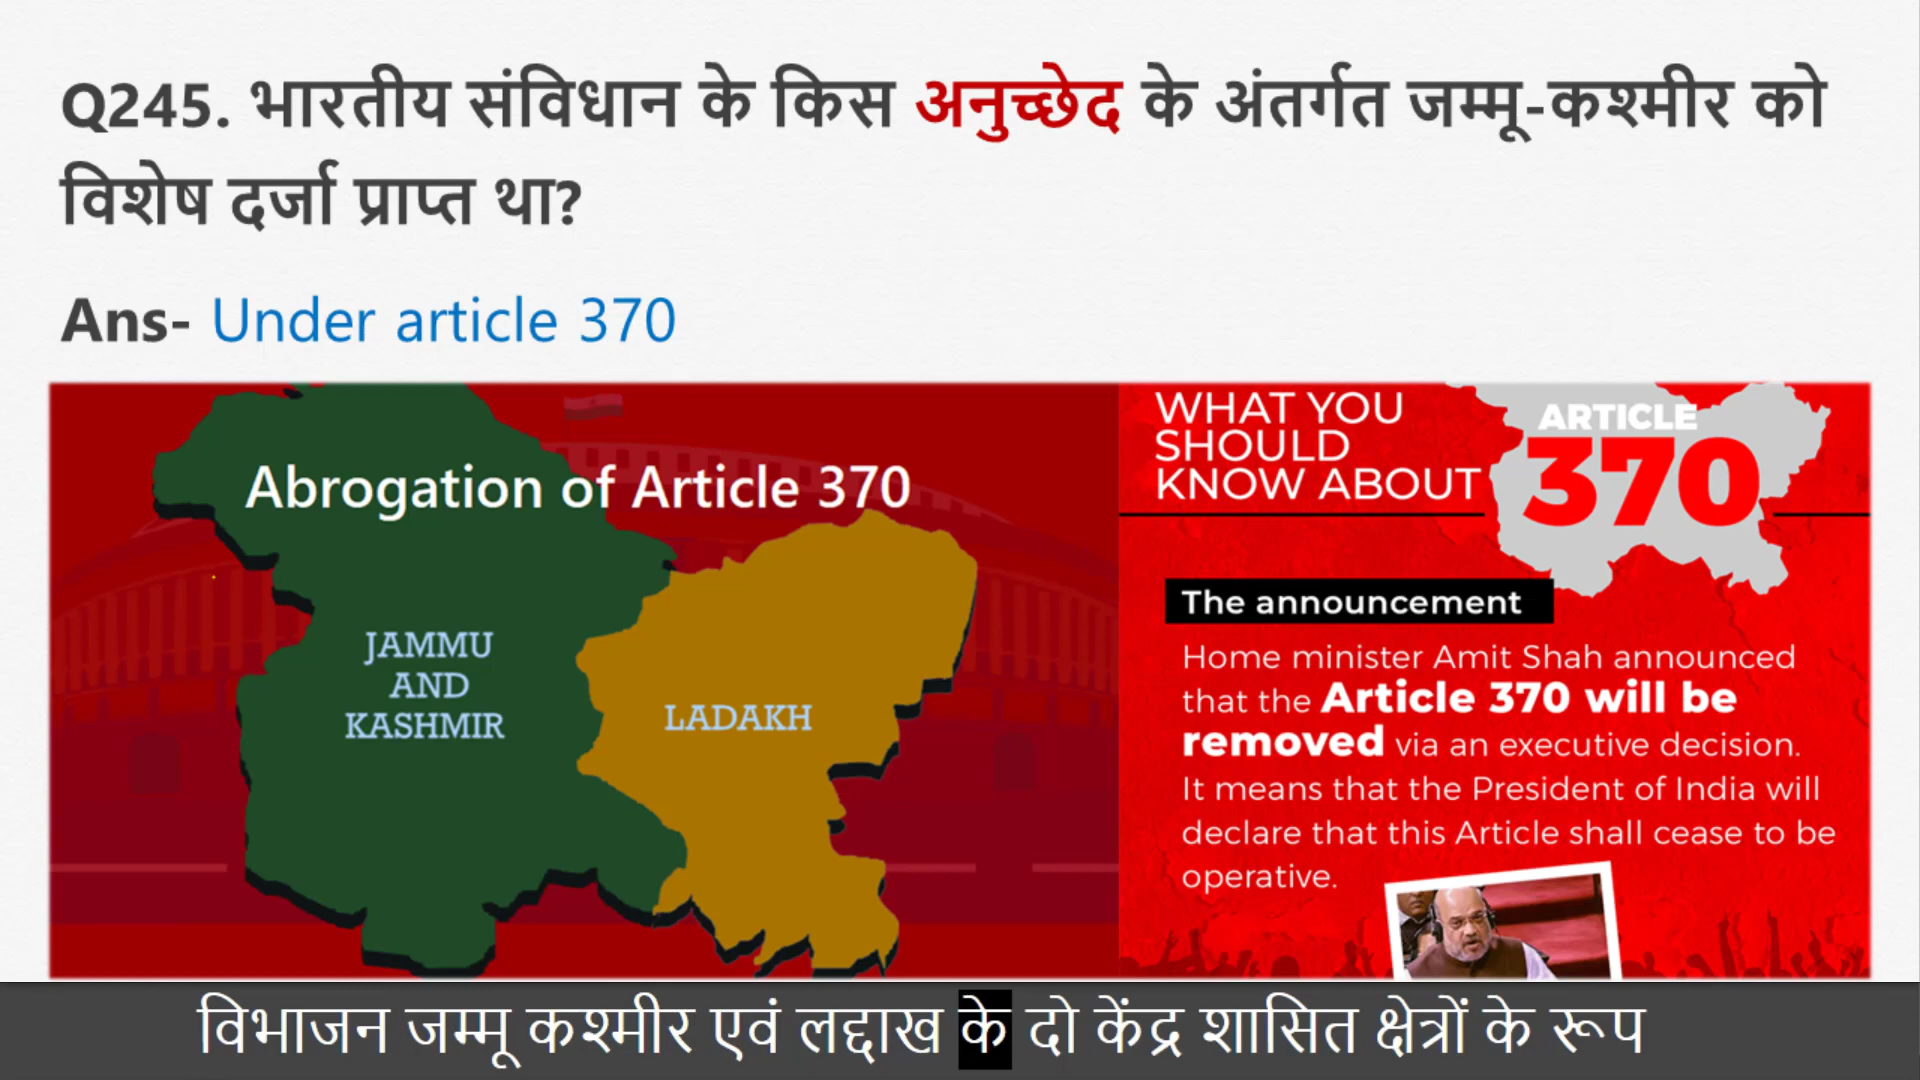 Q245. भारतीय संविधान के किस अनुच्छेद के अंतर्गत जम्मू-कश्मीर को
विशेष दर्जा प्राप्त था?
Ans- Under article 370
Abrogation of Article 370
JAMMU
AND
KASHMIR
LADAKH
WHAT YOU
SHOULD
KNOW ABOUT
ARTICLE
370
The announcement
Home minister Amit Shah announced
that the Article 370 will be
removed via an executive decision.
It means that the President of India will
declare that this Article shall cease to be
operative.
विभाजन जम्मू कश्मीर एवं लद्दाख के दो केंद्र शासित क्षेत्रों के रूप